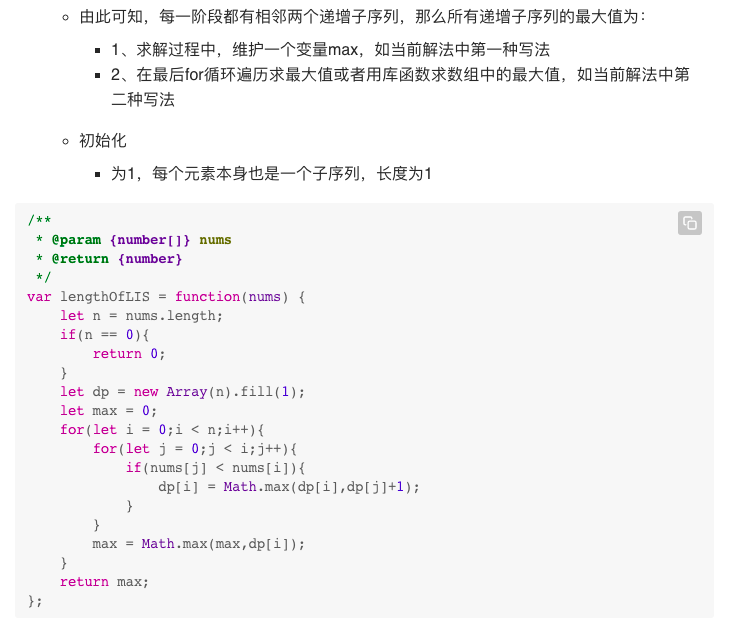 由此可知，每一阶段都有相邻两个递增子序列，那么所有递增子序列的最大值为：
1、求解过程中，维护一个变量max，如当前解法中第一种写法
2、在最后for循环遍历求最大值或者用库函数求数组中的最大值，如当前解法中第
二种写法
初始化
为1，每个元素本身也是一个子序列，长度为1
/**
 * @param {number[]} nums
 * @return {number}
 */
var lengthOfLIS = function(nums) {
    let n = nums.length;
    if(n == 0){
        return 0;
    }
    let dp = new Array(n).fill(1);
    let max = 0;
    for(let i = 0;i < n;i++){
        for(let j = 0;j < i;j++){
            if(nums[j] < nums[i]){
                dp[i] = Math.max(dp[i],dp[j]+1);
            }
        }
        max = Math.max(max,dp[i]);
    }
    return max;
};